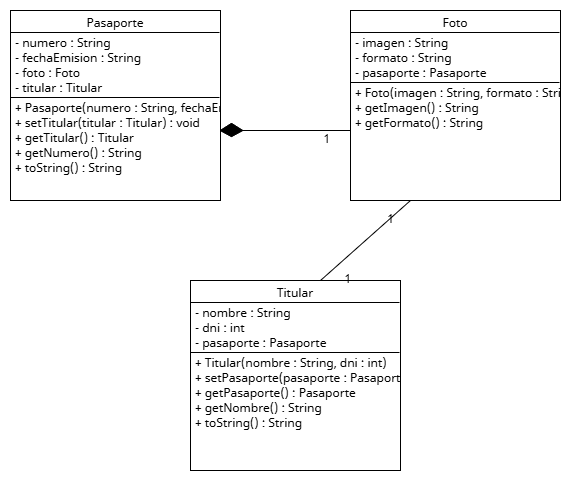 Pasaporte
- numero : String
- fechaEmision : String
- foto : Foto
- titular : Titular
+ Pasaporte(numero : String, fechaE
+ setTitular(titular : Titular) : void
+ getTitular() : Titular
+ getNumero() : String
+ toString() : String
1
Foto
- imagen : String
- formato : String
- pasaporte : Pasaporte
+ Foto(imagen : String, formato : Stri
+ getImagen() : String
+ getFormato() : String
1
1
Titular
- nombre : String
- dni : int
- pasaporte : Pasaporte
+ Titular(nombre : String, dni : int)
+ setPasaporte(pasaporte : Pasaport
+ getPasaporte() : Pasaporte
+ getNombre() : String
+ toString() : String